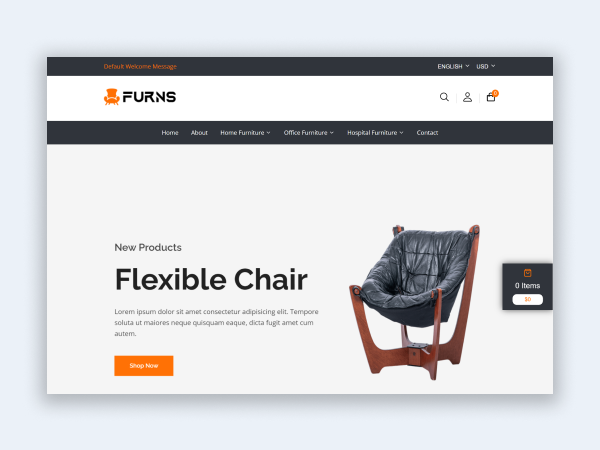 Default Welcome Message
ENGLISH USD
FURNS
0
Home About Home Furniture Office Furniture Hospital Furniture Contact
New Products
Flexible Chair
Lorem ipsum dolor sit amet consectetur adipisicing elit. Tempore
soluta ut maiores neque quisquam eaque, dicta fugit amet cum
autem.
Shop Now
0 Items
$0